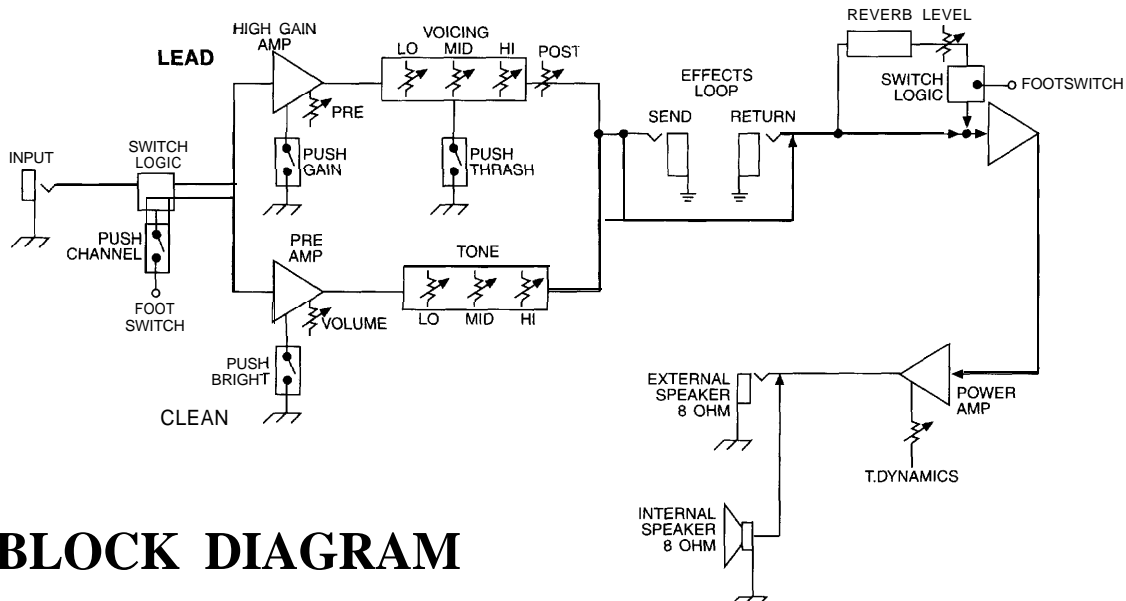 LEAD
HIGH GAIN
AMP
PRE
PUSH
GAIN
VOICING
LO MID HI
POST
PUSH
THRASH
INPUT
SWITCH
LOGIC
PUSH
CHANNEL
FOOT
SWITCH
PRE
AMP
VOLUME
PUSH
BRIGHT
CLEAN
TONE
LO MID HI
EFFECTS
LOOP
SEND RETURN
REVERB LEVEL
SWITCH
LOGIC
FOOTSWITCH
POWER
AMP
T.DYNAMICS
EXTERNAL
SPEAKER
8 OHM
INTERNAL
SPEAKER
8 OHM
BLOCK DIAGRAM